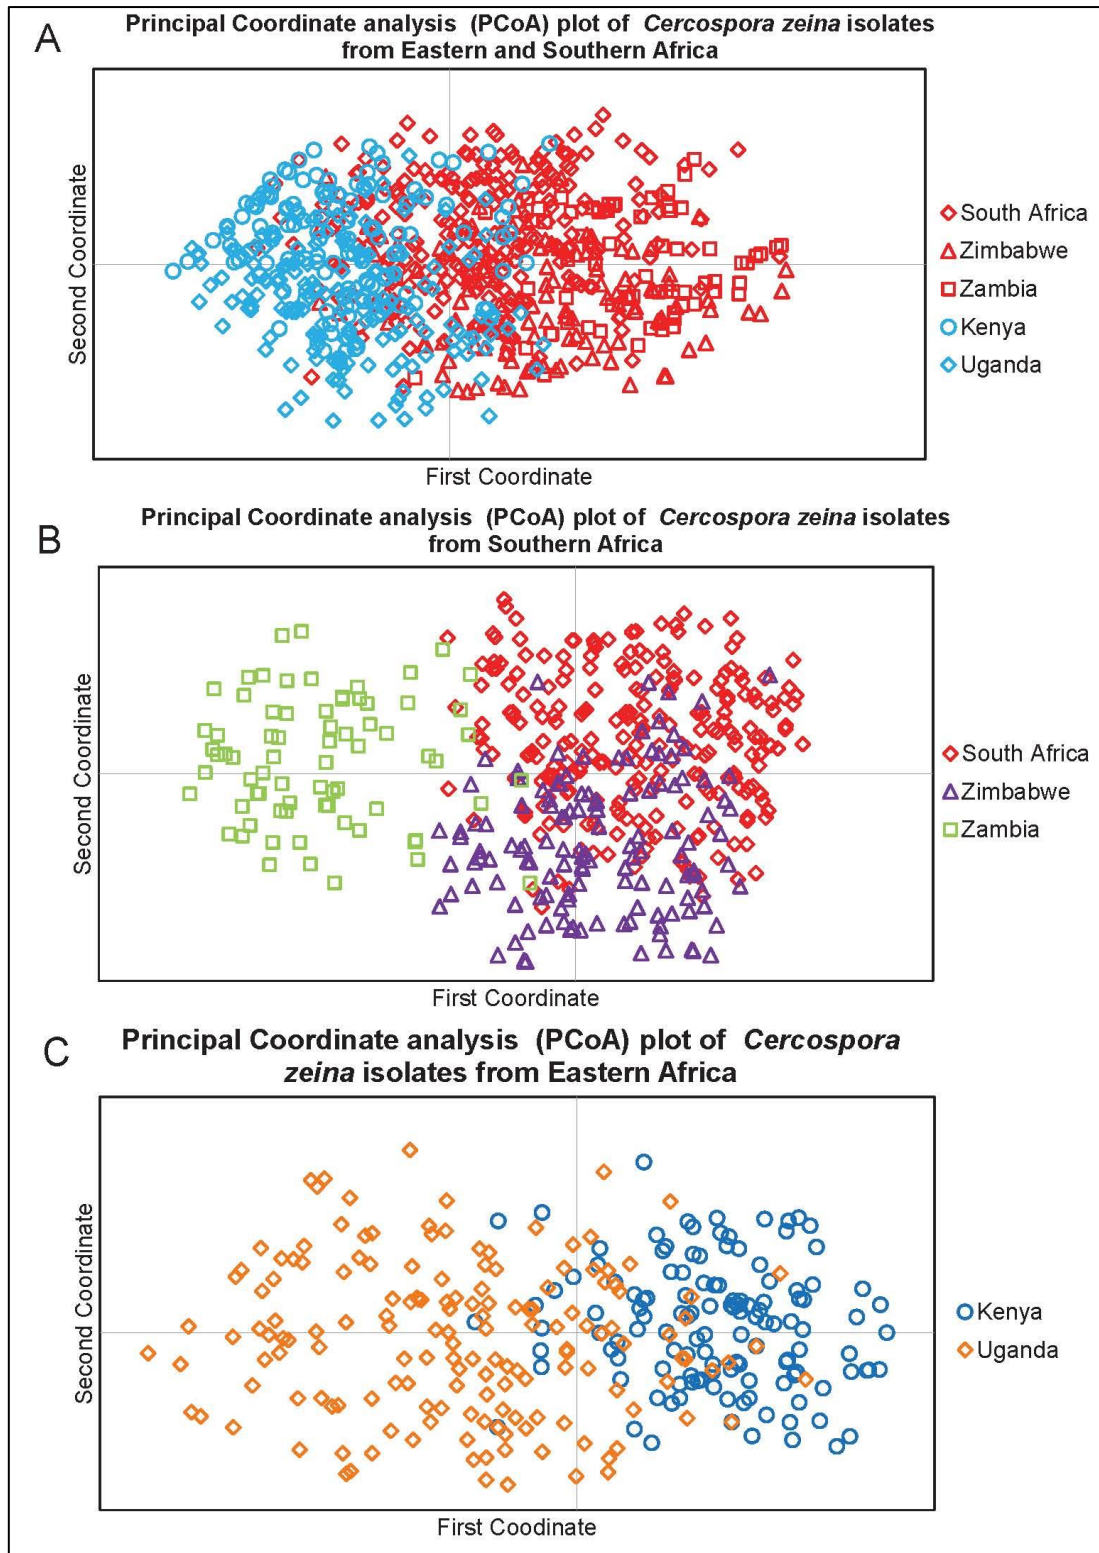 A
Principal Coordinate analysis (PCoA) plot of Cercospora zeina isolates
from Eastern and Southern Africa
Second Coordinate
South Africa
Zimbabwe
Zambia
Kenya
Uganda
First Coordinate
B
Principal Coordinate analysis (PCoA) plot of Cercospora zeina isolates
from Southern Africa
Second Coordinate
South Africa
Zimbabwe
Zambia
First Coordinate
C
Principal Coordinate analysis (PCoA) plot of Cercospora
zeina isolates from Eastern Africa
Second Coordinate
Kenya
Uganda
First Coodinate